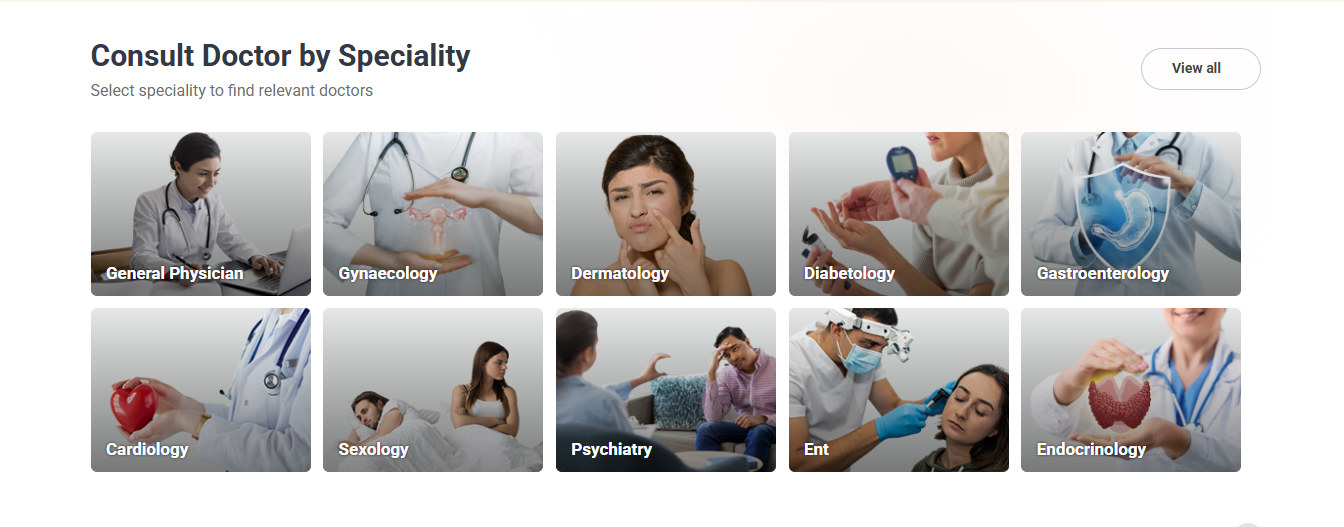 Consult Doctor by Speciality
Select speciality to find relevant doctors
View all
General Physician
Gynaecology
Dermatology
Diabetology
Gastroenterology
Cardiology
Sexology
Psychiatry
Ent
Endocrinology